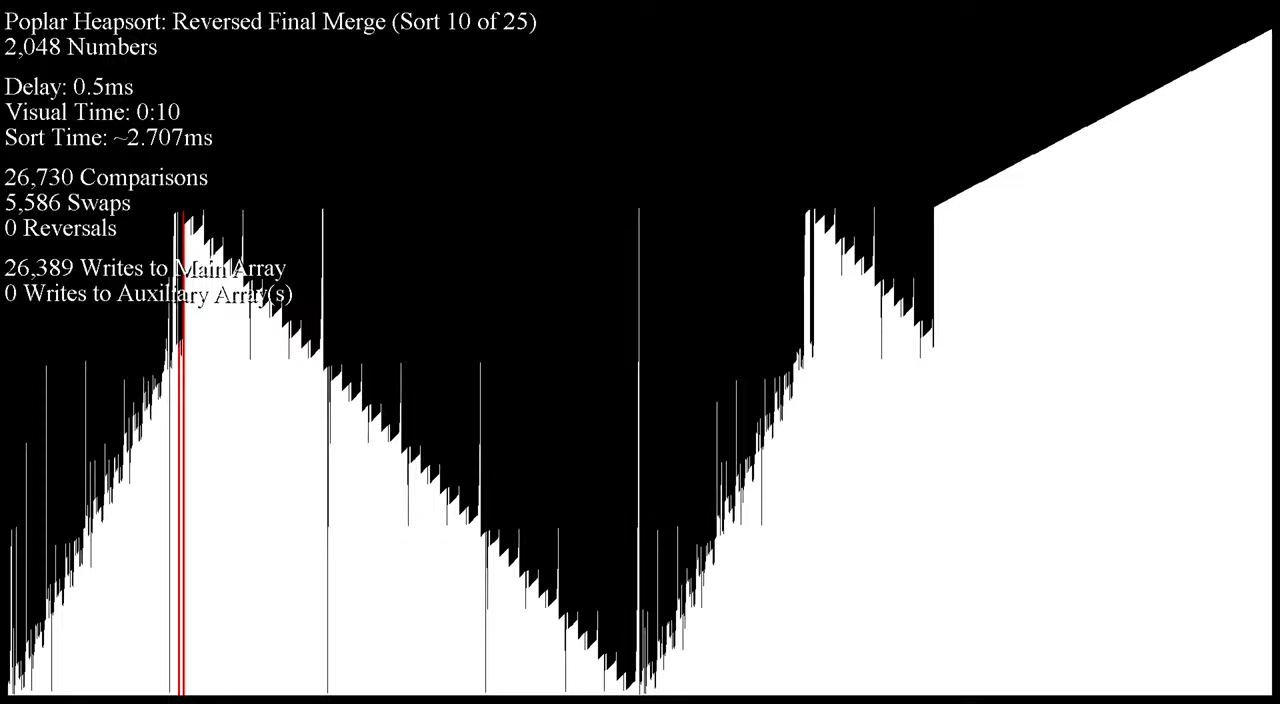 Poplar Heapsort: Reversed Final Merge (Sort 10 of 25)
2,048 Numbers
Delay: 0.5ms
Visual Time: 0:10
Sort Time: ~2.707ms
26,730 Comparisons
5,586 Swaps
0 Reversals
26,389 Writes to Main Array
0 Writes to Auxiliary Array(s)